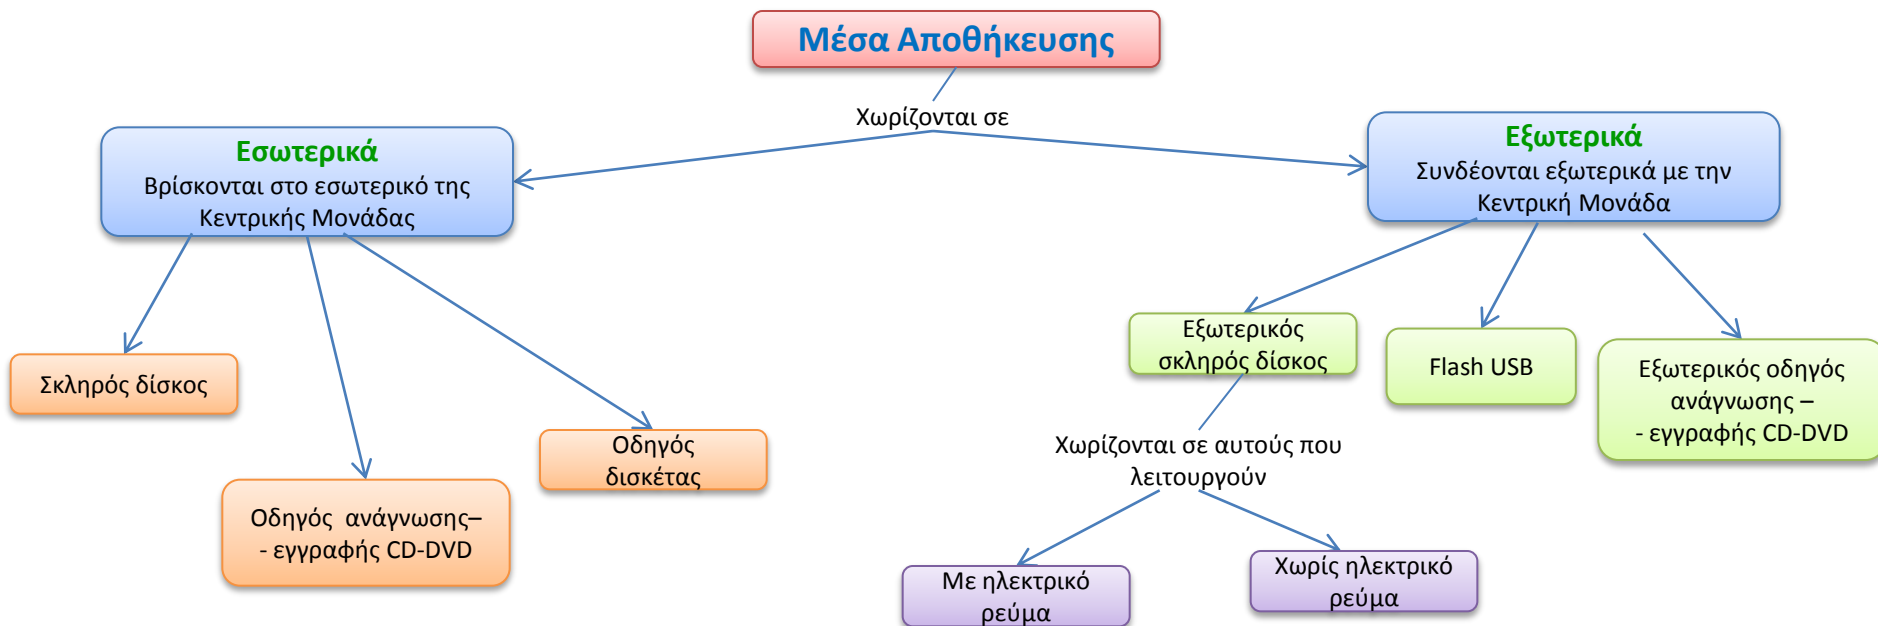 Μέσα Αποθήκευσης
Χωρίζονται σε
Εσωτερικά
Βρίσκονται στο εσωτερικό της
Κεντρικής Μονάδας
Εξωτερικά
Συνδέονται εξωτερικά με την
Κεντρική Μονάδα
Σκληρός δίσκος
Οδηγός ανάγνωσης–
- εγγραφής CD-DVD
Οδηγός
δισκέτας
Εξωτερικός
σκληρός δίσκος
Flash USB
Εξωτερικός οδηγός
ανάγνωσης –
- εγγραφής CD-DVD
Χωρίζονται σε αυτούς που
λειτουργούν
Με ηλεκτρικό
ρεύμα
Χωρίς ηλεκτρικό
ρεύμα